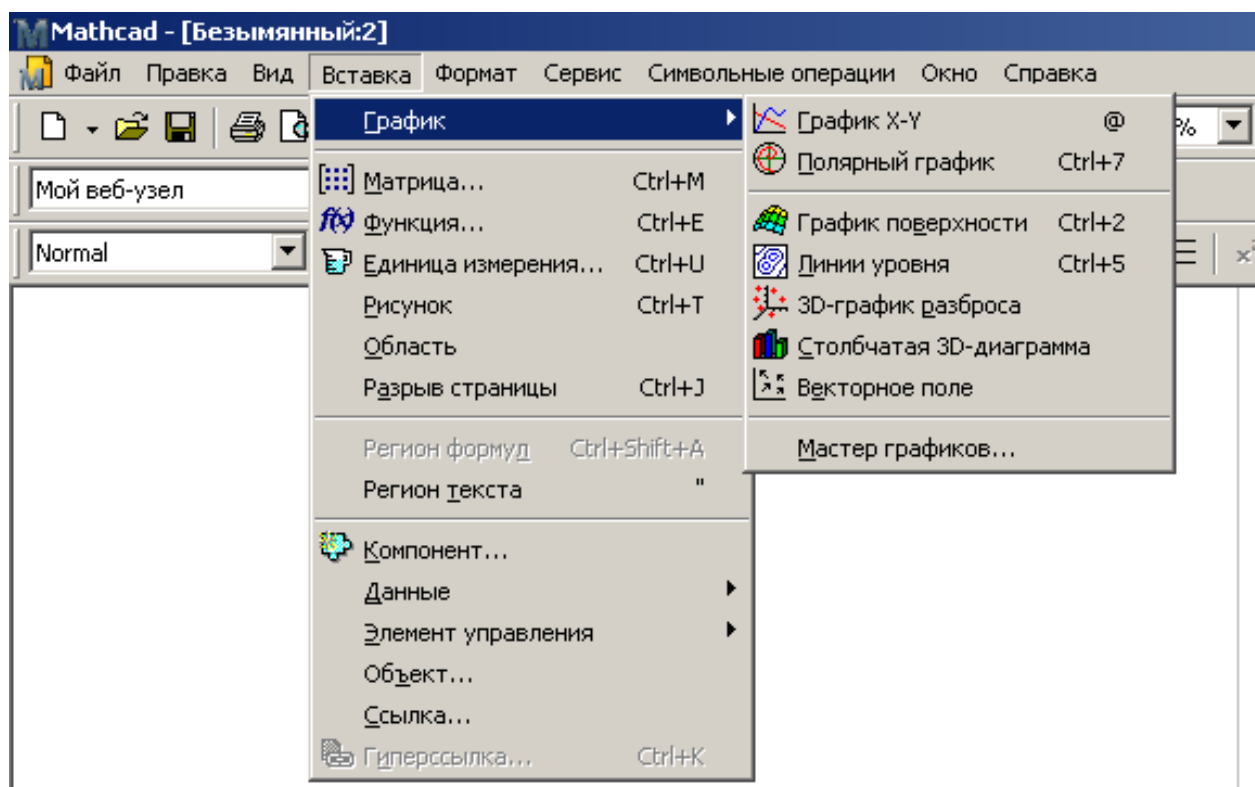 Mathcad - [Безымянный:2]
Файл Правка Вид Вставка Формат Сервис Символьные операции Окно Справка
График
Матрица... Ctrl+M
Функция... Ctrl+E
Единица измерения... Ctrl+U
Рисунок Ctrl+T
Область
Разрыв страницы Ctrl+J
Регион формул Ctrl+Shift+A
Регион текста "
Компонент...
Данные
Элемент управления
Объект...
Ссылка...
Гиперссылка... Ctrl+K
График X-Y @
Полярный график Ctrl+7
График поверхности Ctrl+2
Линии уровня Ctrl+5
3D-график разброса
Столбчатая 3D-диаграмма
Векторное поле
Мастер графиков...
%
Мой веб-узел
Normal